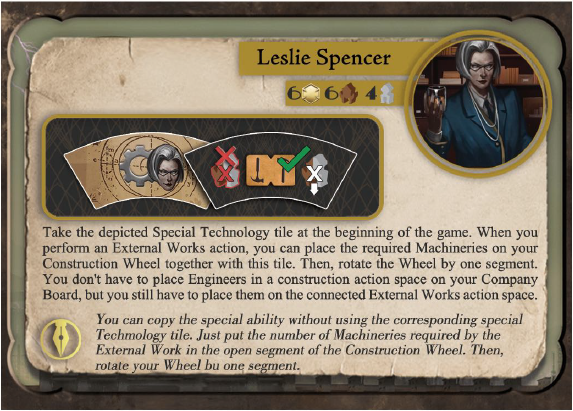 Leslie Spencer
6 6 4
X
Take the depicted Special Technology tile at the beginning of the game. When you
perform an External Works action, you can place the required Machineries on your
Construction Wheel together with this tile. Then, rotate the Wheel by one segment.
You don't have to place Engineers in a construction action space on your Company
Board, but you still have to place them on the connected External Works action space.
You can copy the special ability without using the corresponding special
Technology tile. Just put the number of Machineries required by the
External Work in the open segment of the Construction Wheel. Then,
rotate your Wheel bu one segment.